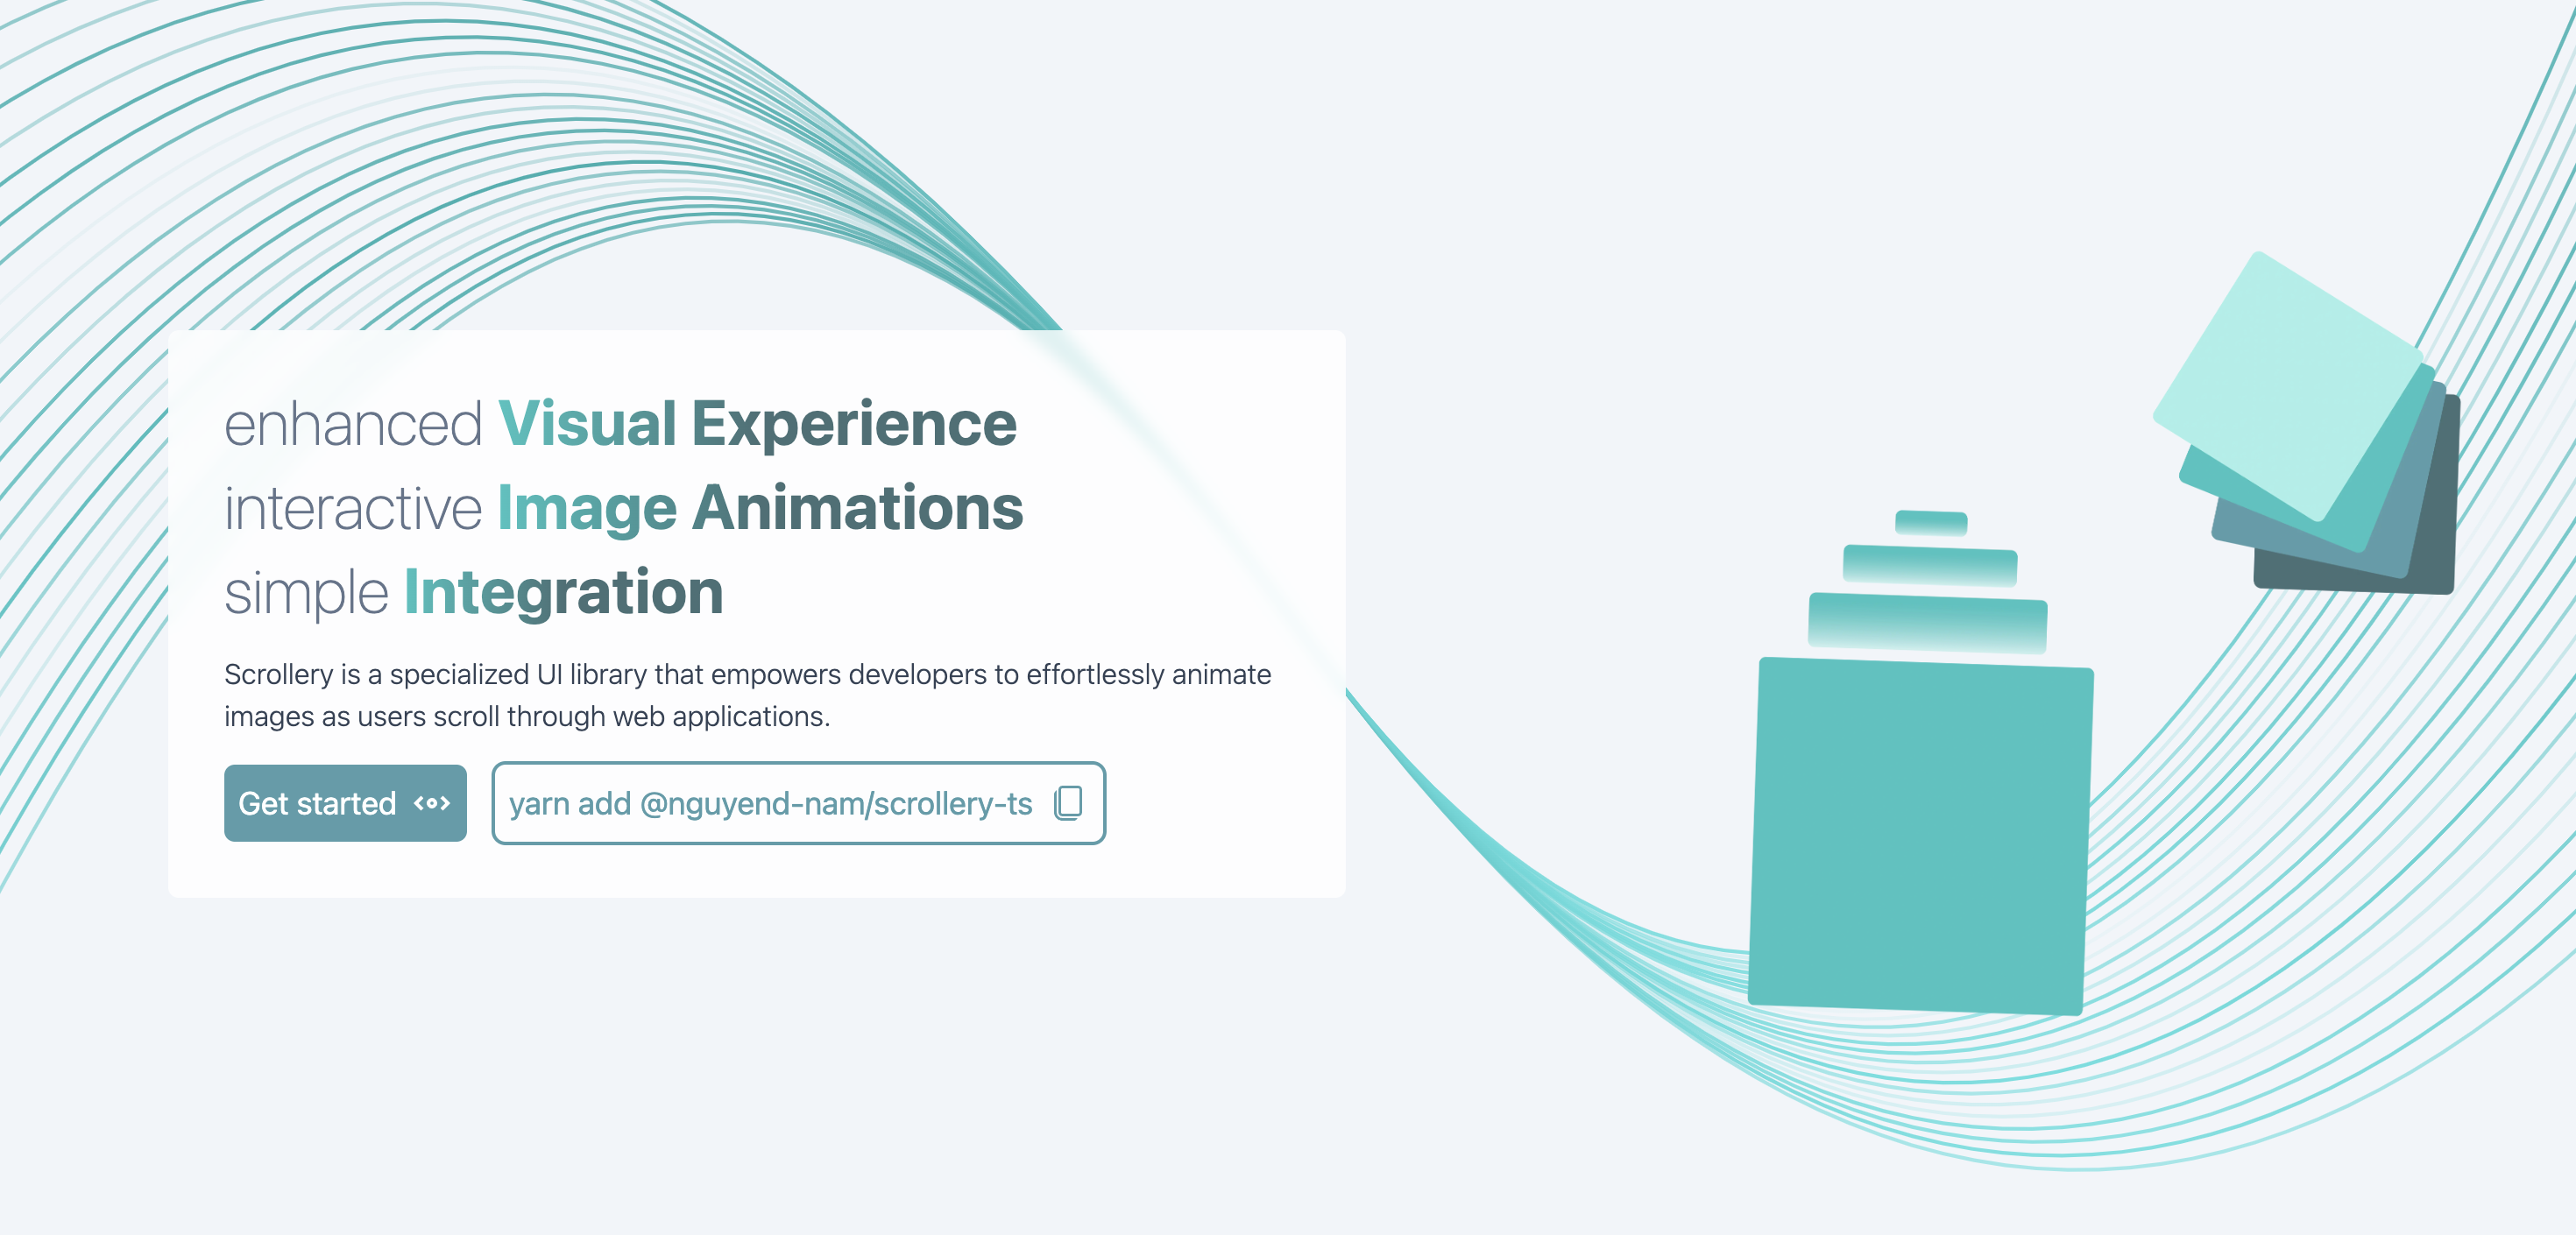 enhanced Visual Experience
interactive Image Animations
simple Integration
Scrollery is a specialized UI library that empowers developers to effortlessly animate
images as users scroll through web applications.
Get started
yarn add @nguyend-nam/scrollery-ts